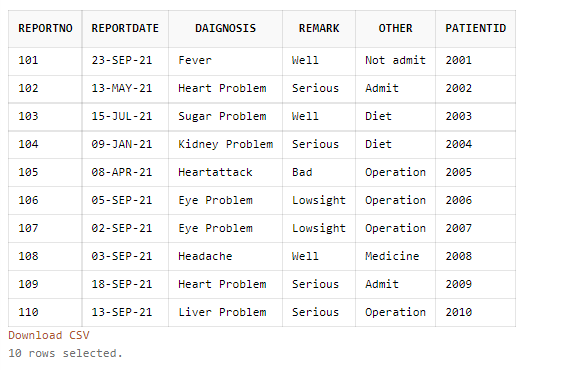 REPORTNO REPORTDATE DAIGNOSIS REMARK OTHER PATIENTID
101 23-SEP-21 Fever Well Not admit 2001
102 13-MAY-21 Heart Problem Serious Admit 2002
103 15-JUL-21 Sugar Problem Well Diet 2003
104 09-JAN-21 Kidney Problem Serious Diet 2004
105 08-APR-21 Heartattack Bad Operation 2005
106 05-SEP-21 Eye Problem Lowsight Operation 2006
107 02-SEP-21 Eye Problem Lowsight Operation 2007
108 03-SEP-21 Headache Well Medicine 2008
109 18-SEP-21 Heart Problem Serious Admit 2009
110 13-SEP-21 Liver Problem Serious Operation 2010
Download CSV
10 rows selected.